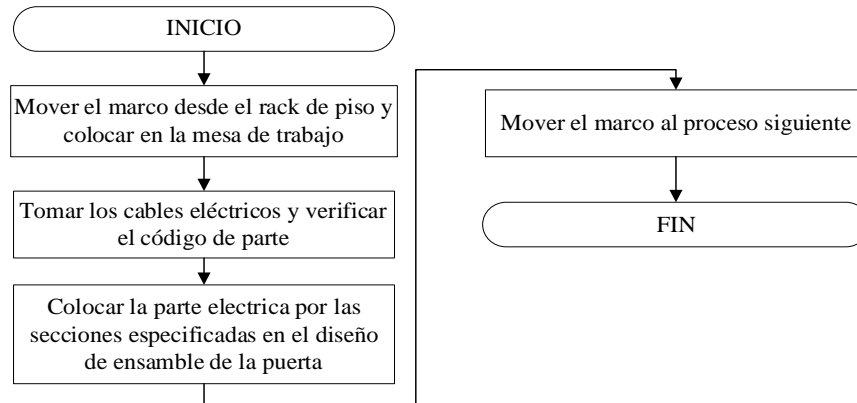 INICIO
Mover el marco desde el rack de piso y
colocar en la mesa de trabajo
Tomar los cables eléctricos y verificar
el código de parte
Colocar la parte electrica por las
secciones especificadas en el diseño
de ensamble de la puerta
Mover el marco al proceso siguiente
FIN